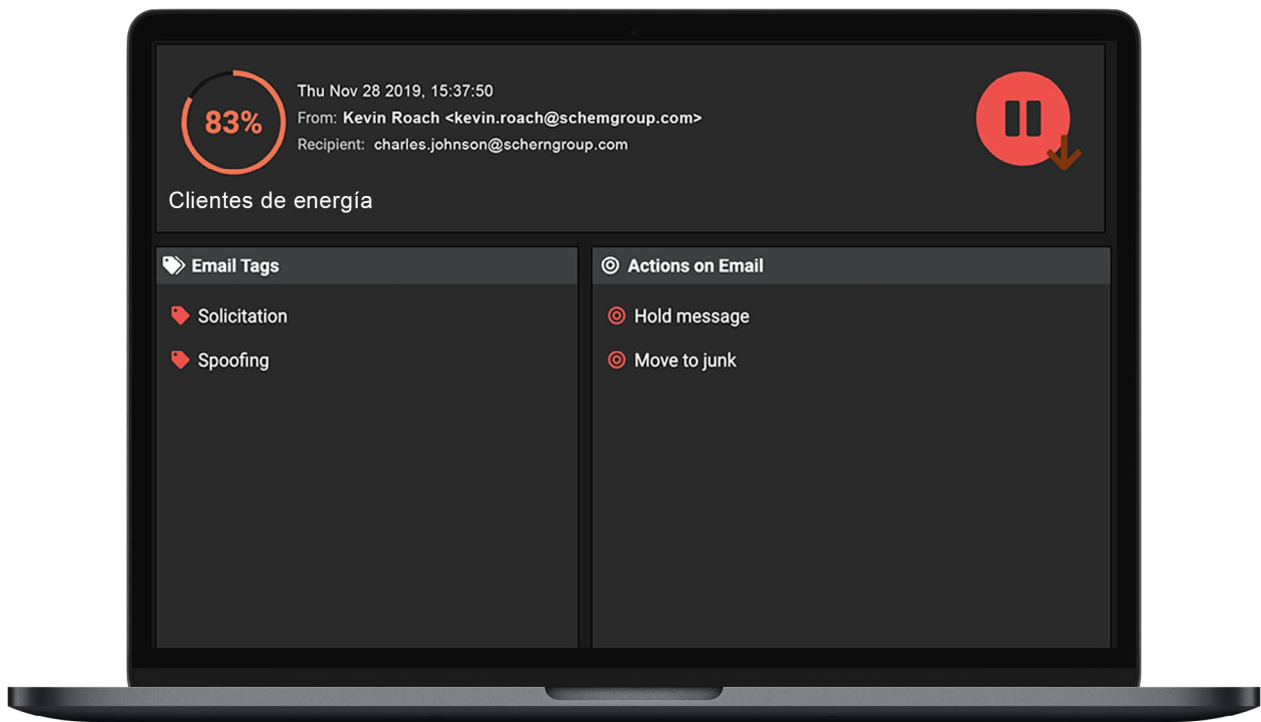 83%
Thu Nov 28 2019, 15:37:50
From: Kevin Roach <kevin.roach@schemgroup.com>
Recipient: charles.johnson@scherngroup.com
Clientes de energía
Email Tags
Solicitation
Spoofing
Actions on Email
Hold message
Move to junk